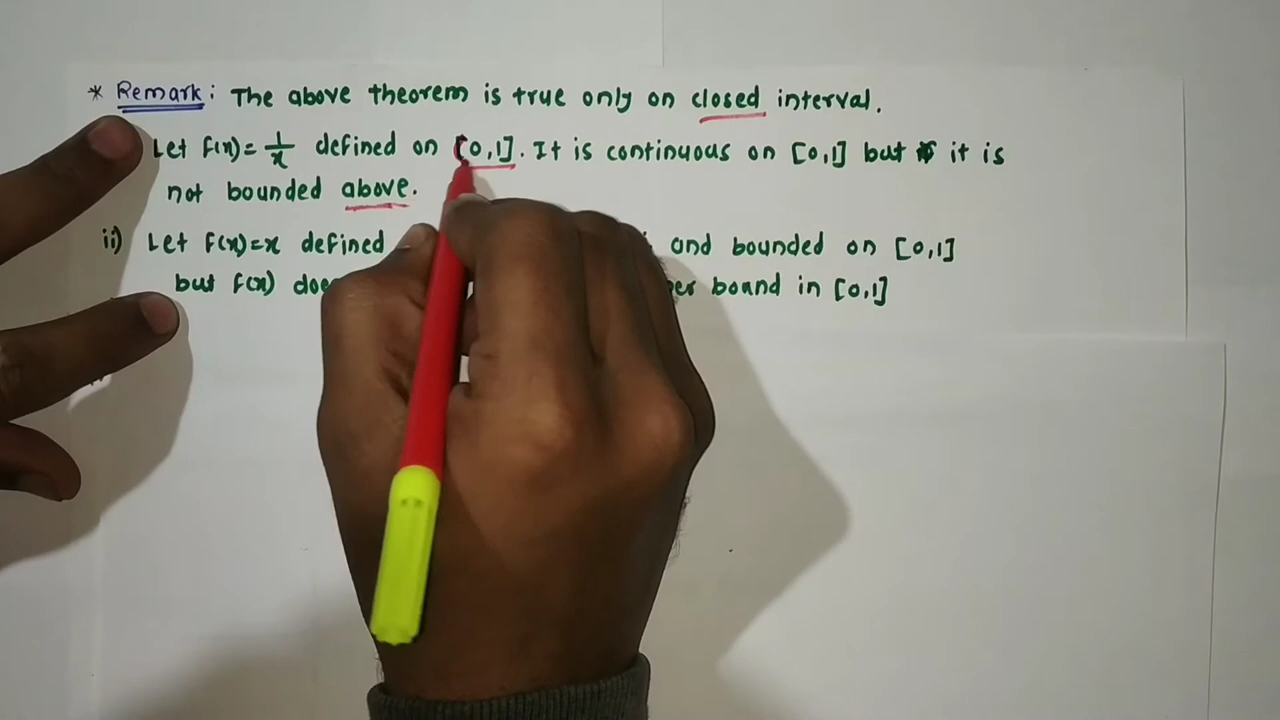 * Remark: The above theorem is true only on closed interval.
Let f(x)=1/x defined on [0,1]. It is continuous on [0,1] but it is
not bounded above.
ii) Let f(x)=x defined and bounded on [0,1]
but f(x) bound in [0,1]